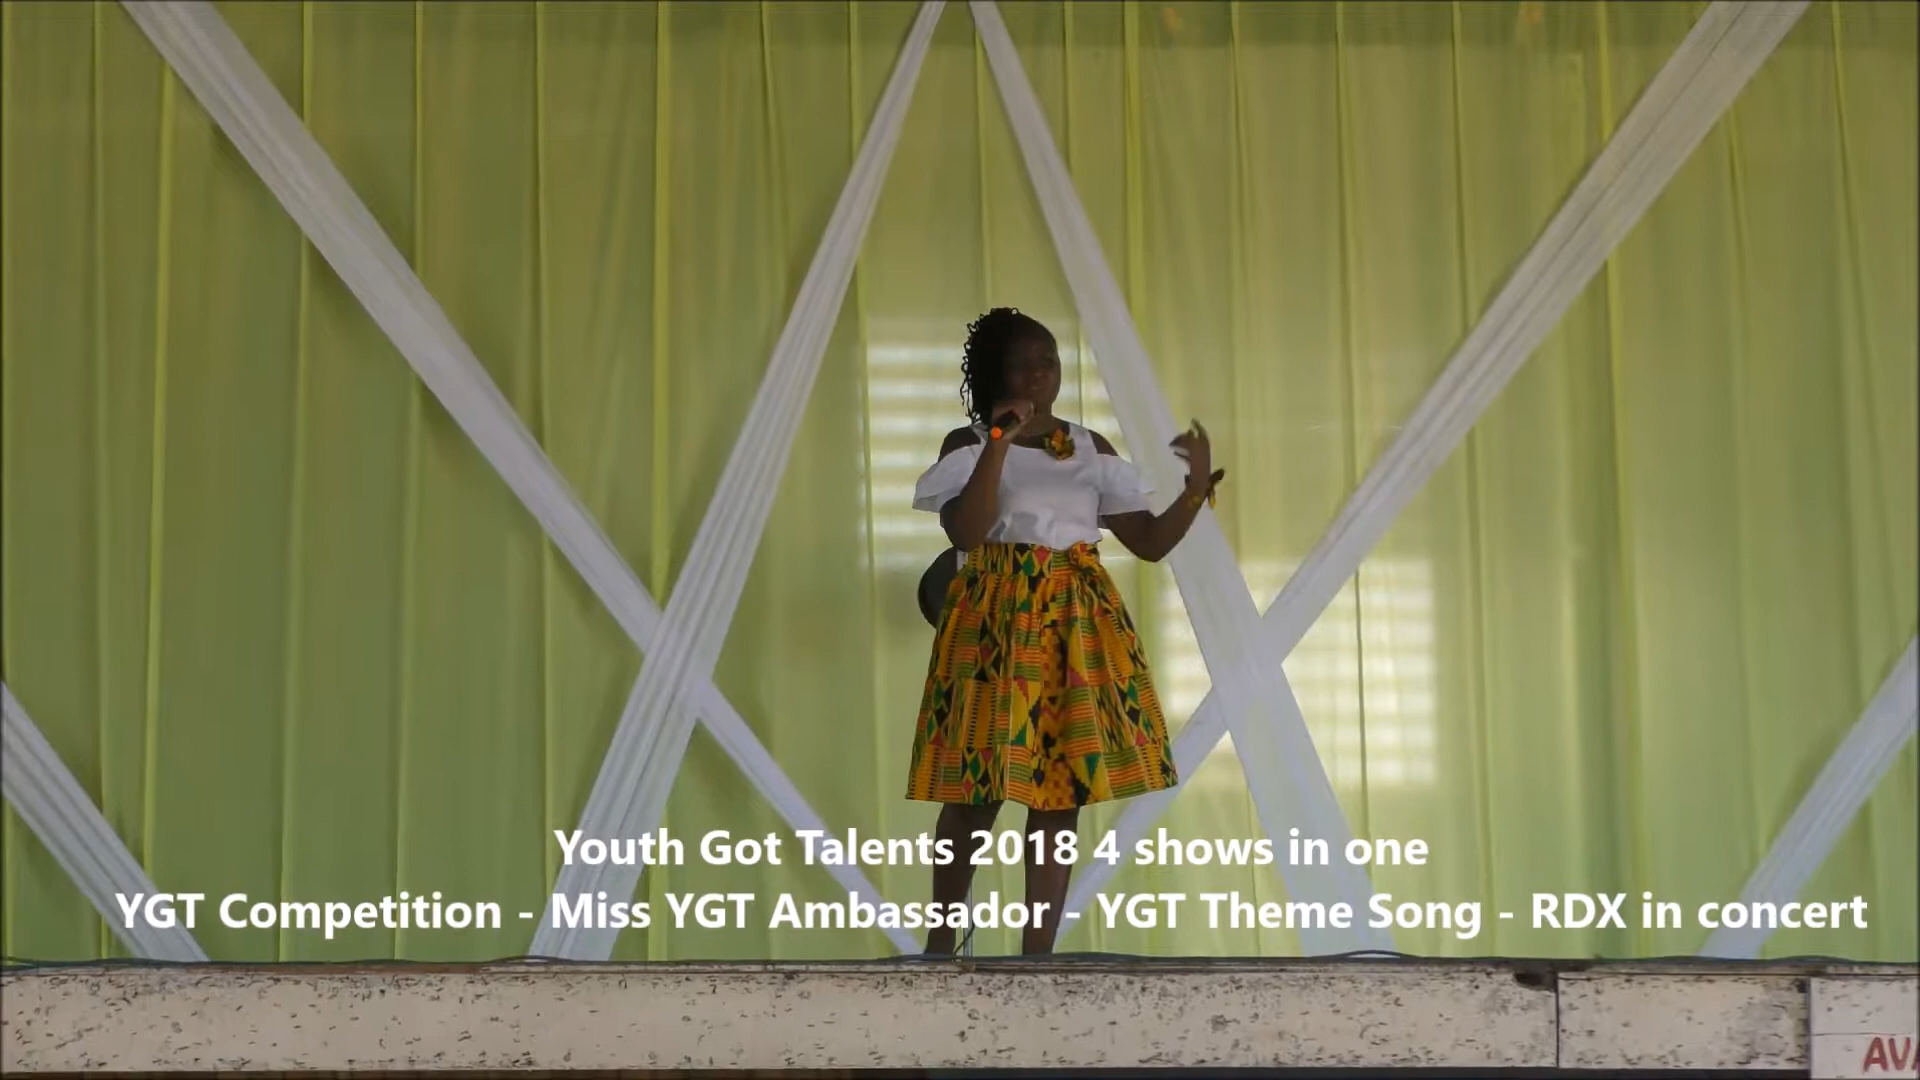 Youth Got Talents 2018 4 shows in one
YGT Competition - Miss YGT Ambassador - YGT Theme Song - RDX in concert
AV